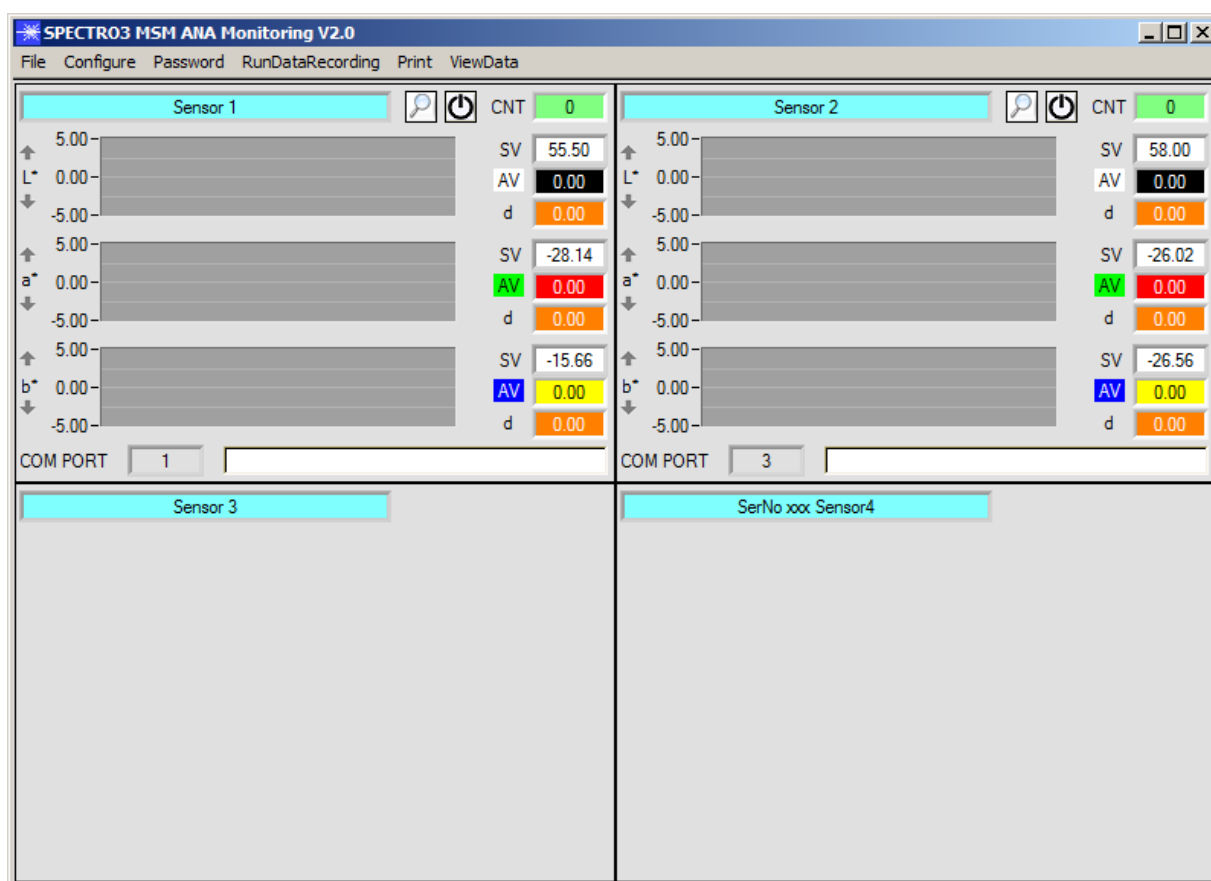 SPECTRO3 MSM ANA Monitoring V2.0
File Configure Password RunDataRecording Print ViewData
Sensor 1 CNT 0
5.00 SV 55.50
L* 0.00 AV 0.00
-5.00 d 0.00
5.00 SV -28.14
a* 0.00 AV 0.00
-5.00 d 0.00
5.00 SV -15.66
b* 0.00 AV 0.00
-5.00 d 0.00
COM PORT 1
Sensor 2 CNT 0
5.00 SV 58.00
L* 0.00 AV 0.00
-5.00 d 0.00
5.00 SV -26.02
a* 0.00 AV 0.00
-5.00 d 0.00
5.00 SV -26.56
b* 0.00 AV 0.00
-5.00 d 0.00
COM PORT 3
Sensor 3
SerNo xxx Sensor4